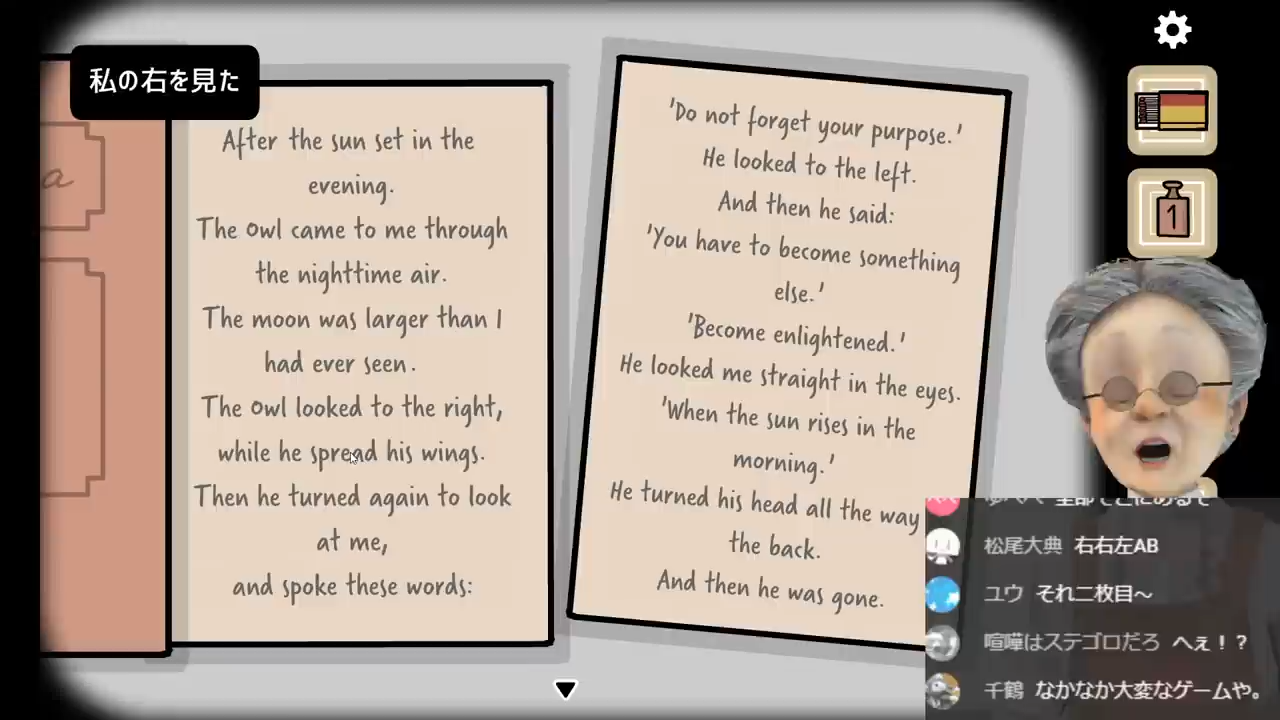 私の右を見た
a
After the sun set in the
evening.
The owl came to me through
the nighttime air.
The moon was larger than I
had ever seen.
The owl looked to the right,
while he spread his wings.
Then he turned again to look
at me,
and spoke these words:
'Do not forget your purpose.'
He looked to the left.
And then he said:
'You have to become something
else.'
'Become enlightened.'
He looked me straight in the eyes.
'When the sun rises in the
morning.'
He turned his head all the way
the back.
And then he was gone.
1
松尾大典 右右左AB
ユウ それ二枚目～
喧嘩はステゴロだろ へぇ！？
千鶴 なかなか大変なゲームや。